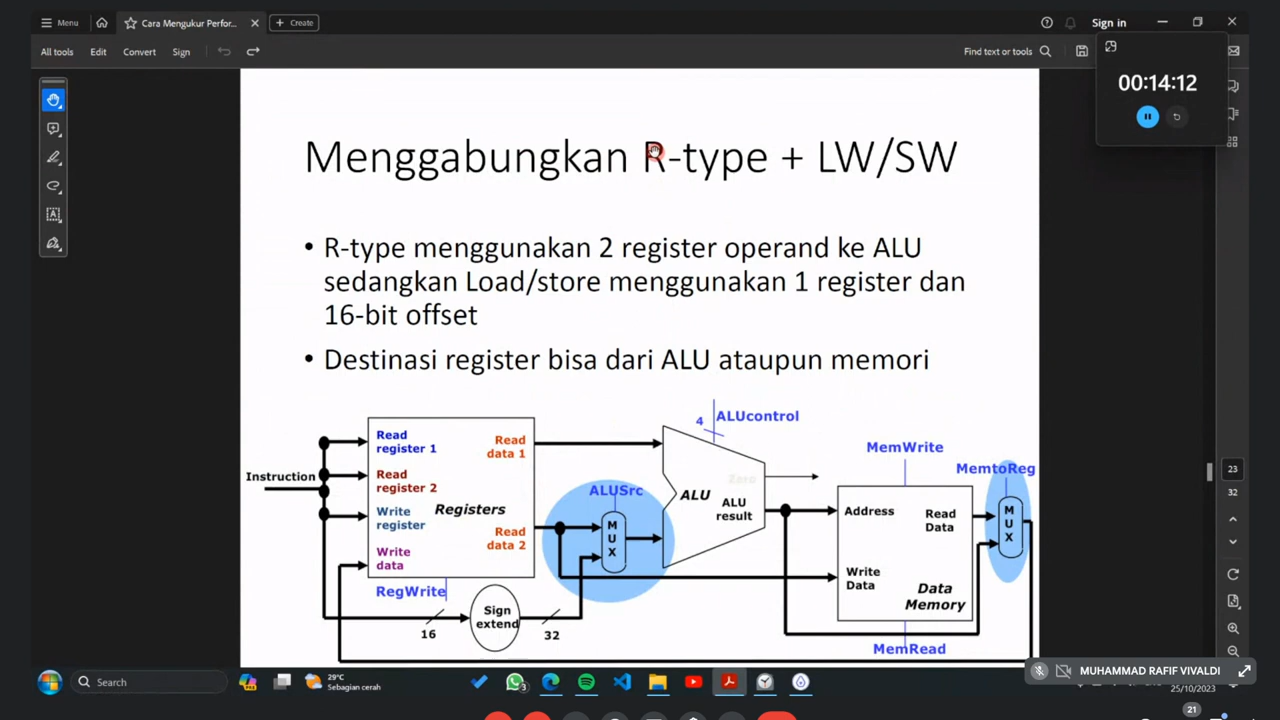 Menu
Cara Mengukur Perfor...
Create
Sign in
All tools
Edit
Convert
Sign
Find text or tools
00:14:12
Menggabungkan R-type + LW/SW
• R-type menggunakan 2 register operand ke ALU
sedangkan Load/store menggunakan 1 register dan
16-bit offset
• Destinasi register bisa dari ALU ataupun memori
Instruction
Read
register 1
Read
register 2
Write
register
Write
data
Registers
Read
data 1
Read
data 2
RegWrite
16
Sign
extend
32
ALUSrc
M
U
X
4
ALUcontrol
Zero
ALU
ALU
result
MemWrite
Address
Read
Data
Write
Data
Data
Memory
MemRead
MemtoReg
M
U
X
23
32
Search
29°C
Sebagian cerah
3
MUHAMMAD RAFIF VIVALDI
25/10/2023
21